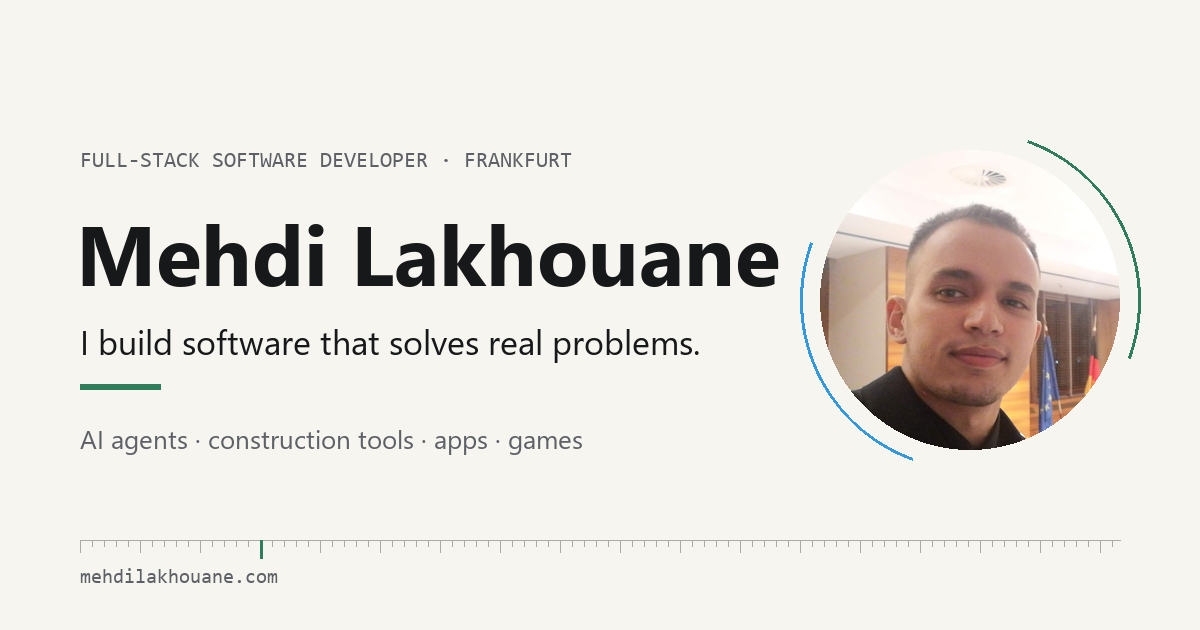 FULL-STACK SOFTWARE DEVELOPER · FRANKFURT
Mehdi Lakhouane
I build software that solves real problems.
AI agents · construction tools · apps · games
mehdilakhouane.com